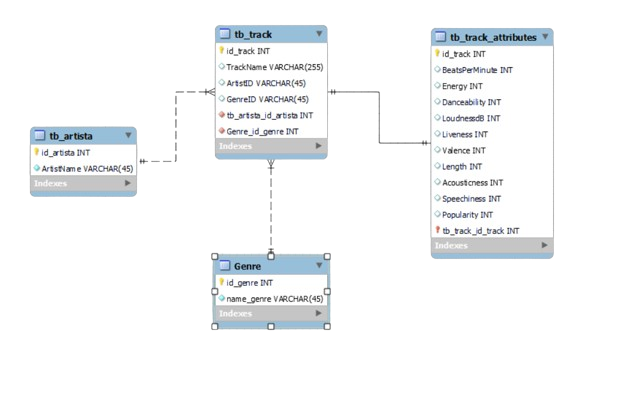 tb_track
id_track INT
TrackName VARCHAR(255)
ArtistID VARCHAR(45)
GenreID VARCHAR(45)
tb_artista_id_artista INT
Genre_id_genre INT
Indexes
tb_track_attributes
id_track INT
BeatsPerMinute INT
Energy INT
Danceability INT
LoudnessdB INT
Liveness INT
Valence INT
Length INT
Acousticness INT
Speechiness INT
Popularity INT
tb_track_id_track INT
Indexes
tb_artista
id_artista INT
ArtistName VARCHAR(45)
Indexes
Genre
id_genre INT
name_genre VARCHAR(45)
Indexes